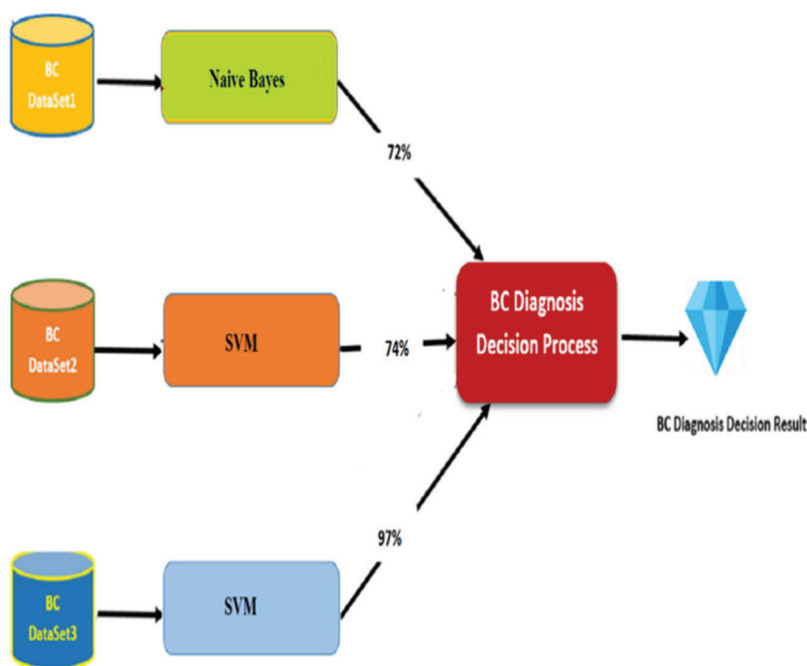 BC
DataSet1
Naive Bayes
72%
BC
DataSet2
SVM
74%
BC Diagnosis
Decision Process
BC Diagnosis Decision Result
97%
BC
DataSet3
SVM